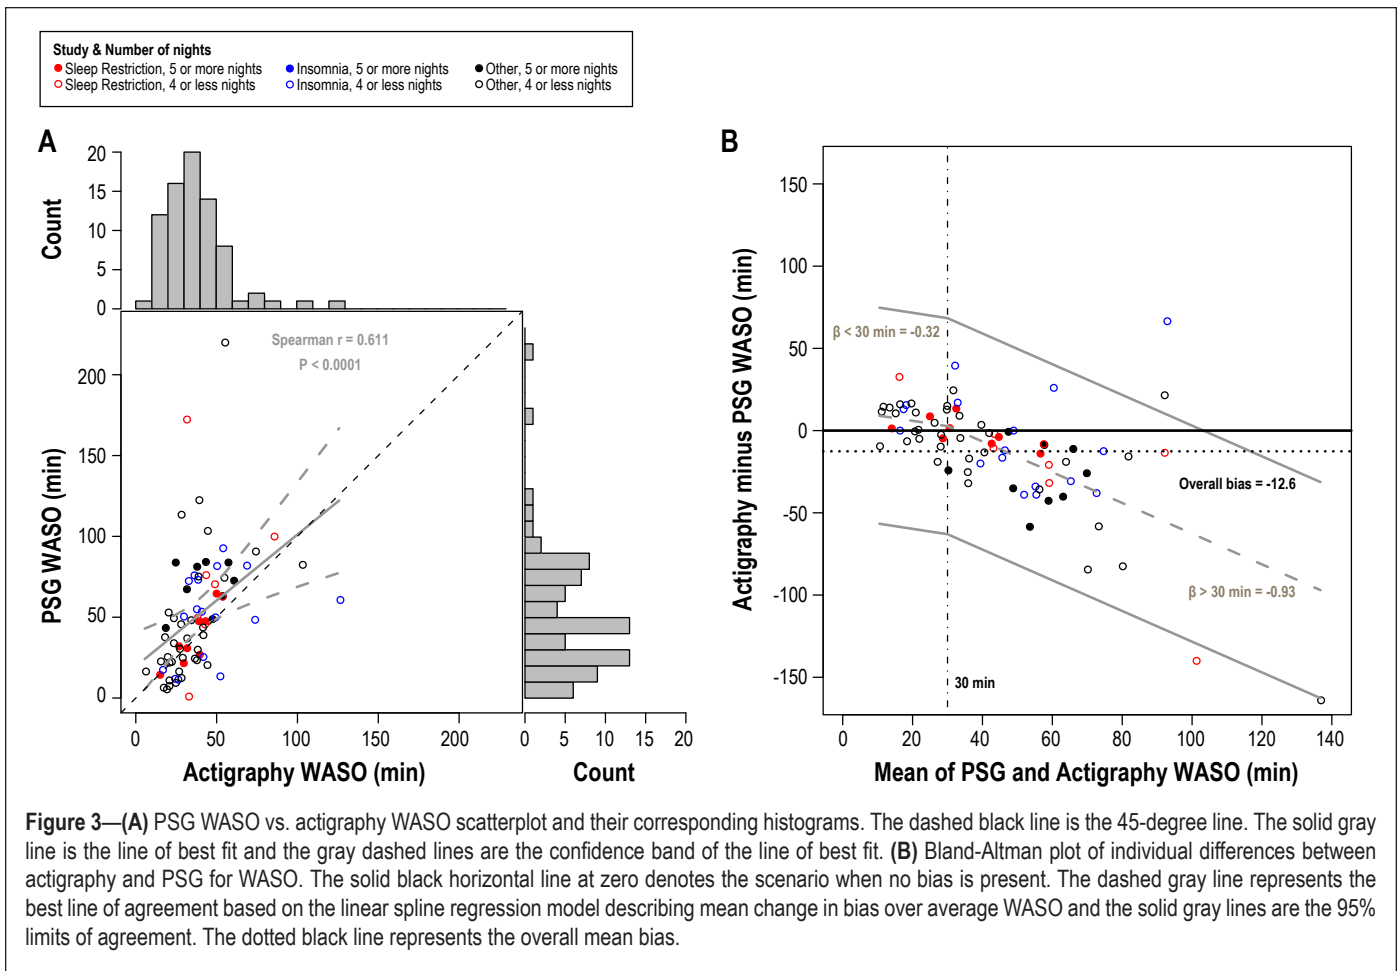 Study & Number of nights
Sleep Restriction, 5 or more nights Insomnia, 5 or more nights Other, 5 or more nights
Sleep Restriction, 4 or less nights Insomnia, 4 or less nights Other, 4 or less nights
A
20
15
10
5
0
Count
Spearman r = 0.611
P < 0.0001
200
150
100
50
0
PSG WASO (min)
0 50 100 150 200
Actigraphy WASO (min)
0 5 10 15 20
Count
B
150
100
50
0
-50
-100
-150
Actigraphy minus PSG WASO (min)
β < 30 min = -0.32
Overall bias = -12.6
β > 30 min = -0.93
30 min
0 20 40 60 80 100 120 140
Mean of PSG and Actigraphy WASO (min)
Figure 3—(A) PSG WASO vs. actigraphy WASO scatterplot and their corresponding histograms. The dashed black line is the 45-degree line. The solid gray
line is the line of best fit and the gray dashed lines are the confidence band of the line of best fit. (B) Bland-Altman plot of individual differences between
actigraphy and PSG for WASO. The solid black horizontal line at zero denotes the scenario when no bias is present. The dashed gray line represents the
best line of agreement based on the linear spline regression model describing mean change in bias over average WASO and the solid gray lines are the 95%
limits of agreement. The dotted black line represents the overall mean bias.